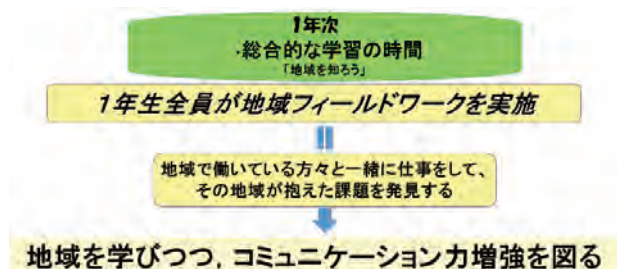 1年次
・総合的な学習の時間
「地域を知ろう」
1年生全員が地域フィールドワークを実施
地域で働いている方々と一緒に仕事をして、
その地域が抱えた課題を発見する
地域を学びつつ，コミュニケーション力増強を図る